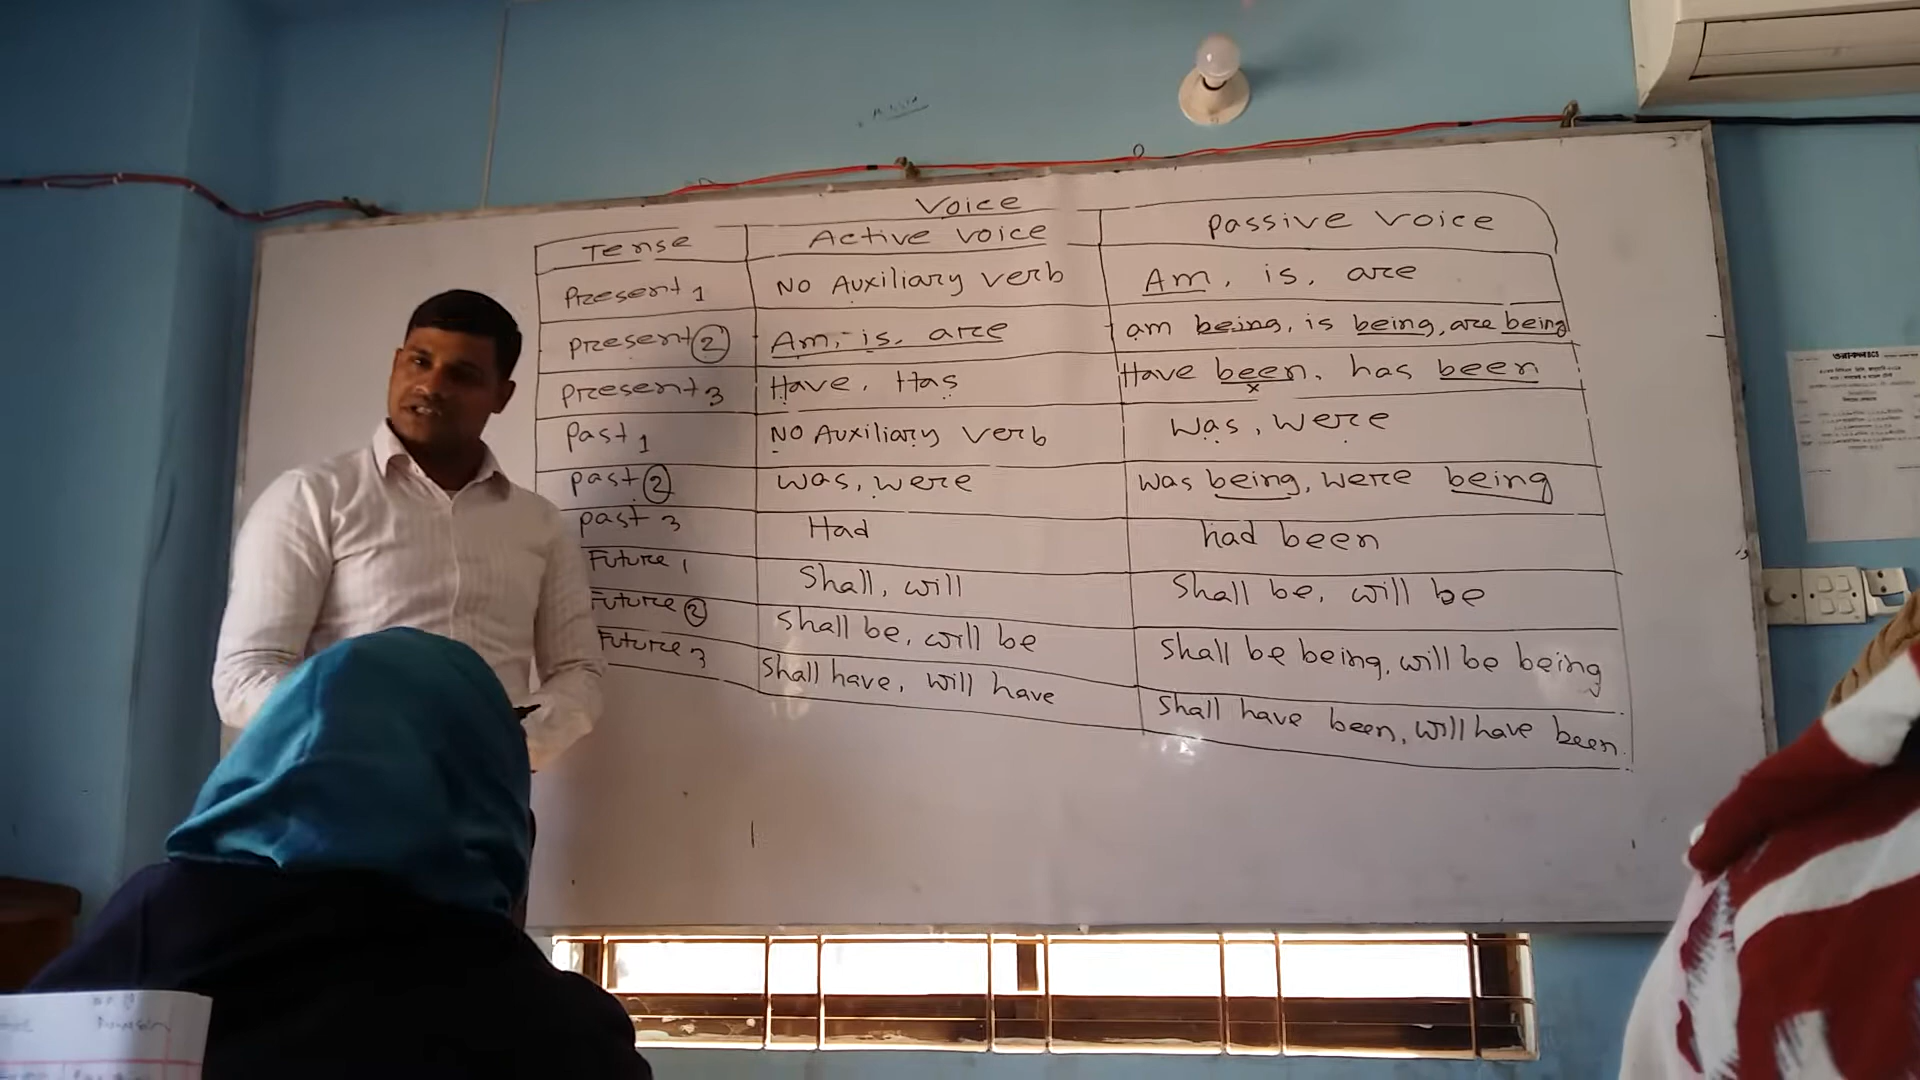 Voice
Tense Active voice Passive voice
Present 1 NO Auxiliary verb Am, is, are
Present 2 Am, is, are am being, is being, are being
Present 3 Have, Has Have been, has been
Past 1 NO Auxiliary verb Was, were
past 2 was, were was being, were being
past 3 Had had been
Future 1 Shall, will Shall be, will be
Future 2 Shall be, will be Shall be being, will be being
Future 3 Shall have, will have Shall have been, will have been.